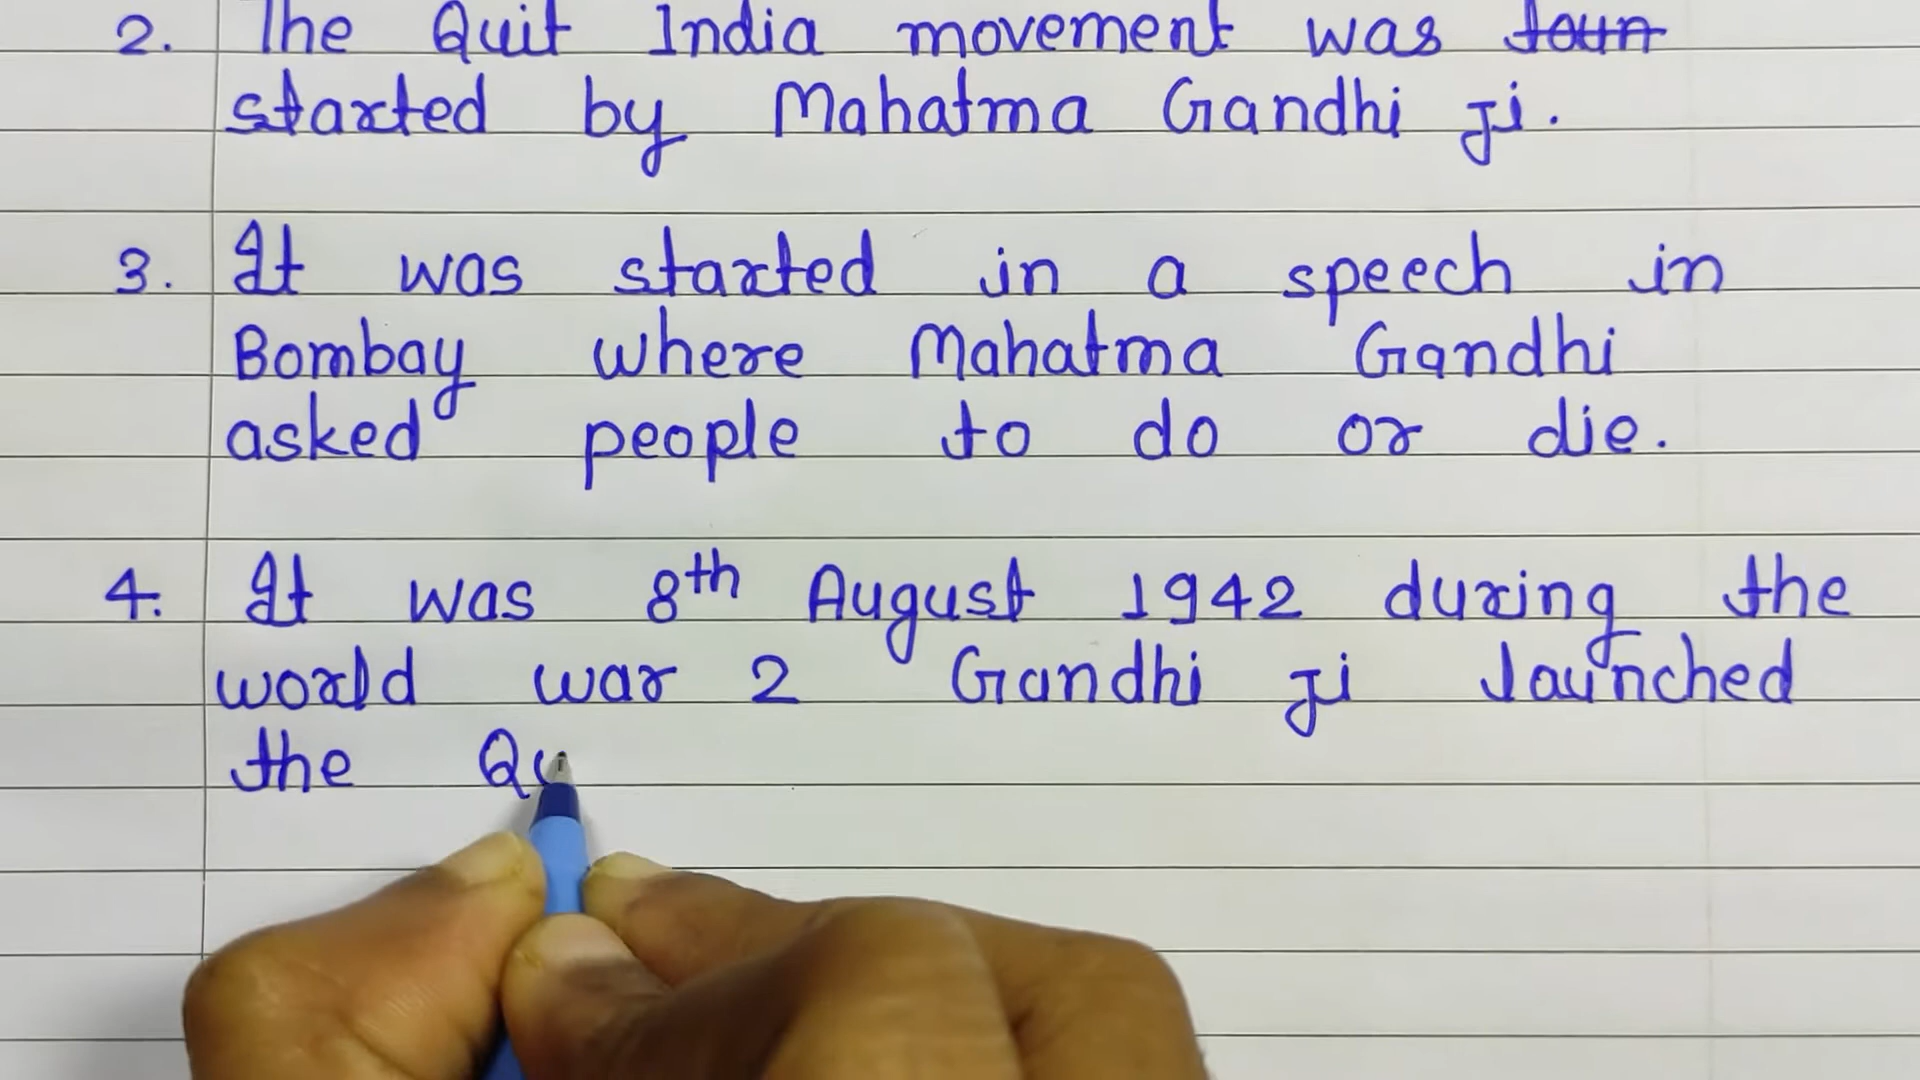 2. The Quit India movement was
started by Mahatma Gandhi ji.
3. It was started in a speech in
Bombay where Mahatma Gandhi
asked people to do or die.
4. It was 8th August 1942 during the
world war 2 Gandhi ji launched
the Qu